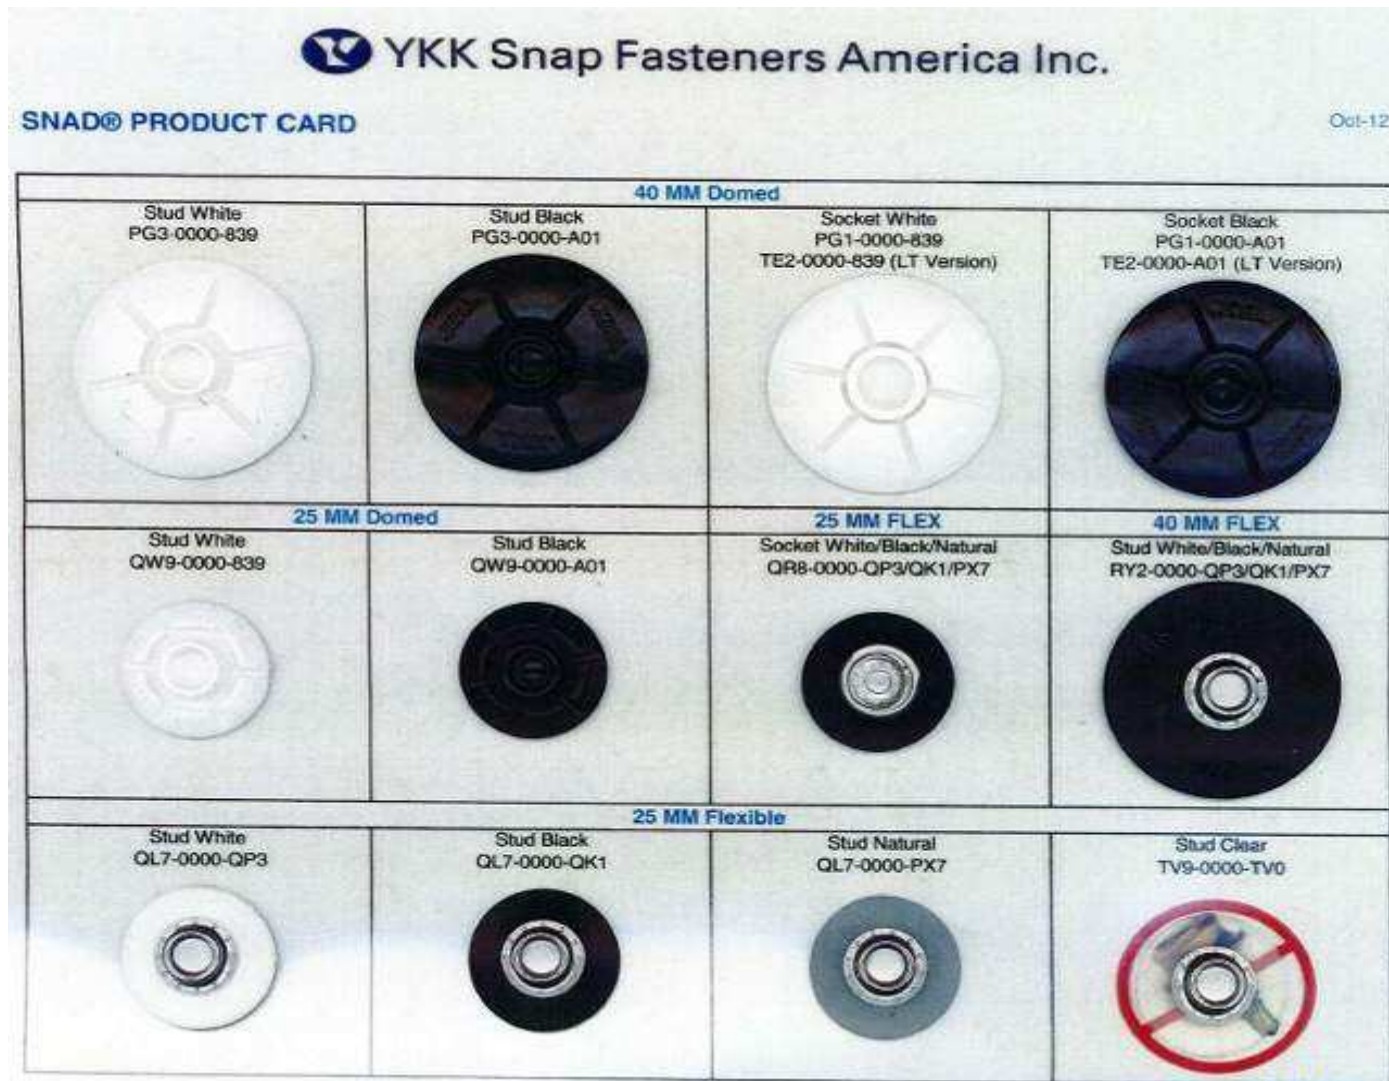 YKK Snap Fasteners America Inc.
SNAD® PRODUCT CARD
Oct-12
40 MM Domed
Stud White
PG3-0000-839
Stud Black
PG3-0000-A01
Socket White
PG1-0000-839
TE2-0000-839 (LT Version)
Socket Black
PG1-0000-A01
TE2-0000-A01 (LT Version)
25 MM Domed
25 MM FLEX
40 MM FLEX
Stud White
QW9-0000-839
Stud Black
QW9-0000-A01
Socket White/Black/Natural
QR8-0000-QP3/QK1/PX7
Stud White/Black/Natural
RY2-0000-QP3/QK1/PX7
25 MM Flexible
Stud White
QL7-0000-QP3
Stud Black
QL7-0000-QK1
Stud Natural
QL7-0000-PX7
Stud Clear
TV9-0000-TV0